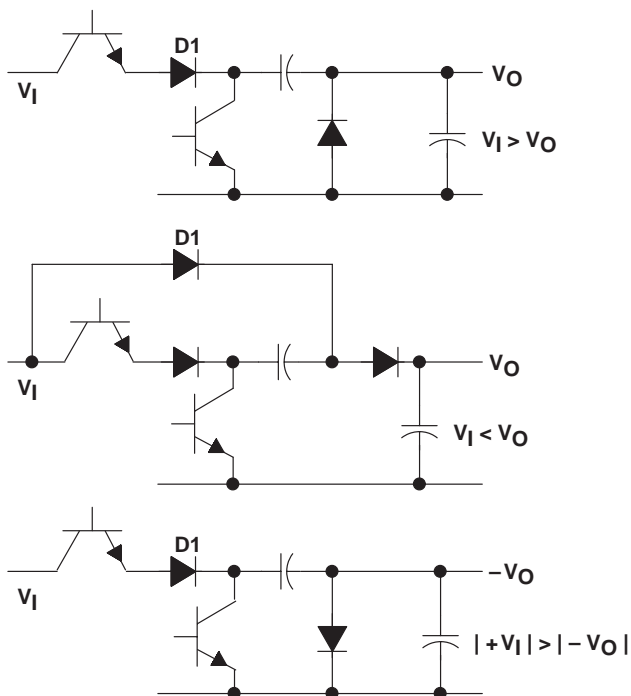 D1
VI
VO
VI > VO
D1
VI
VO
VI < VO
D1
VI
–VO
| +VI | > | – VO |